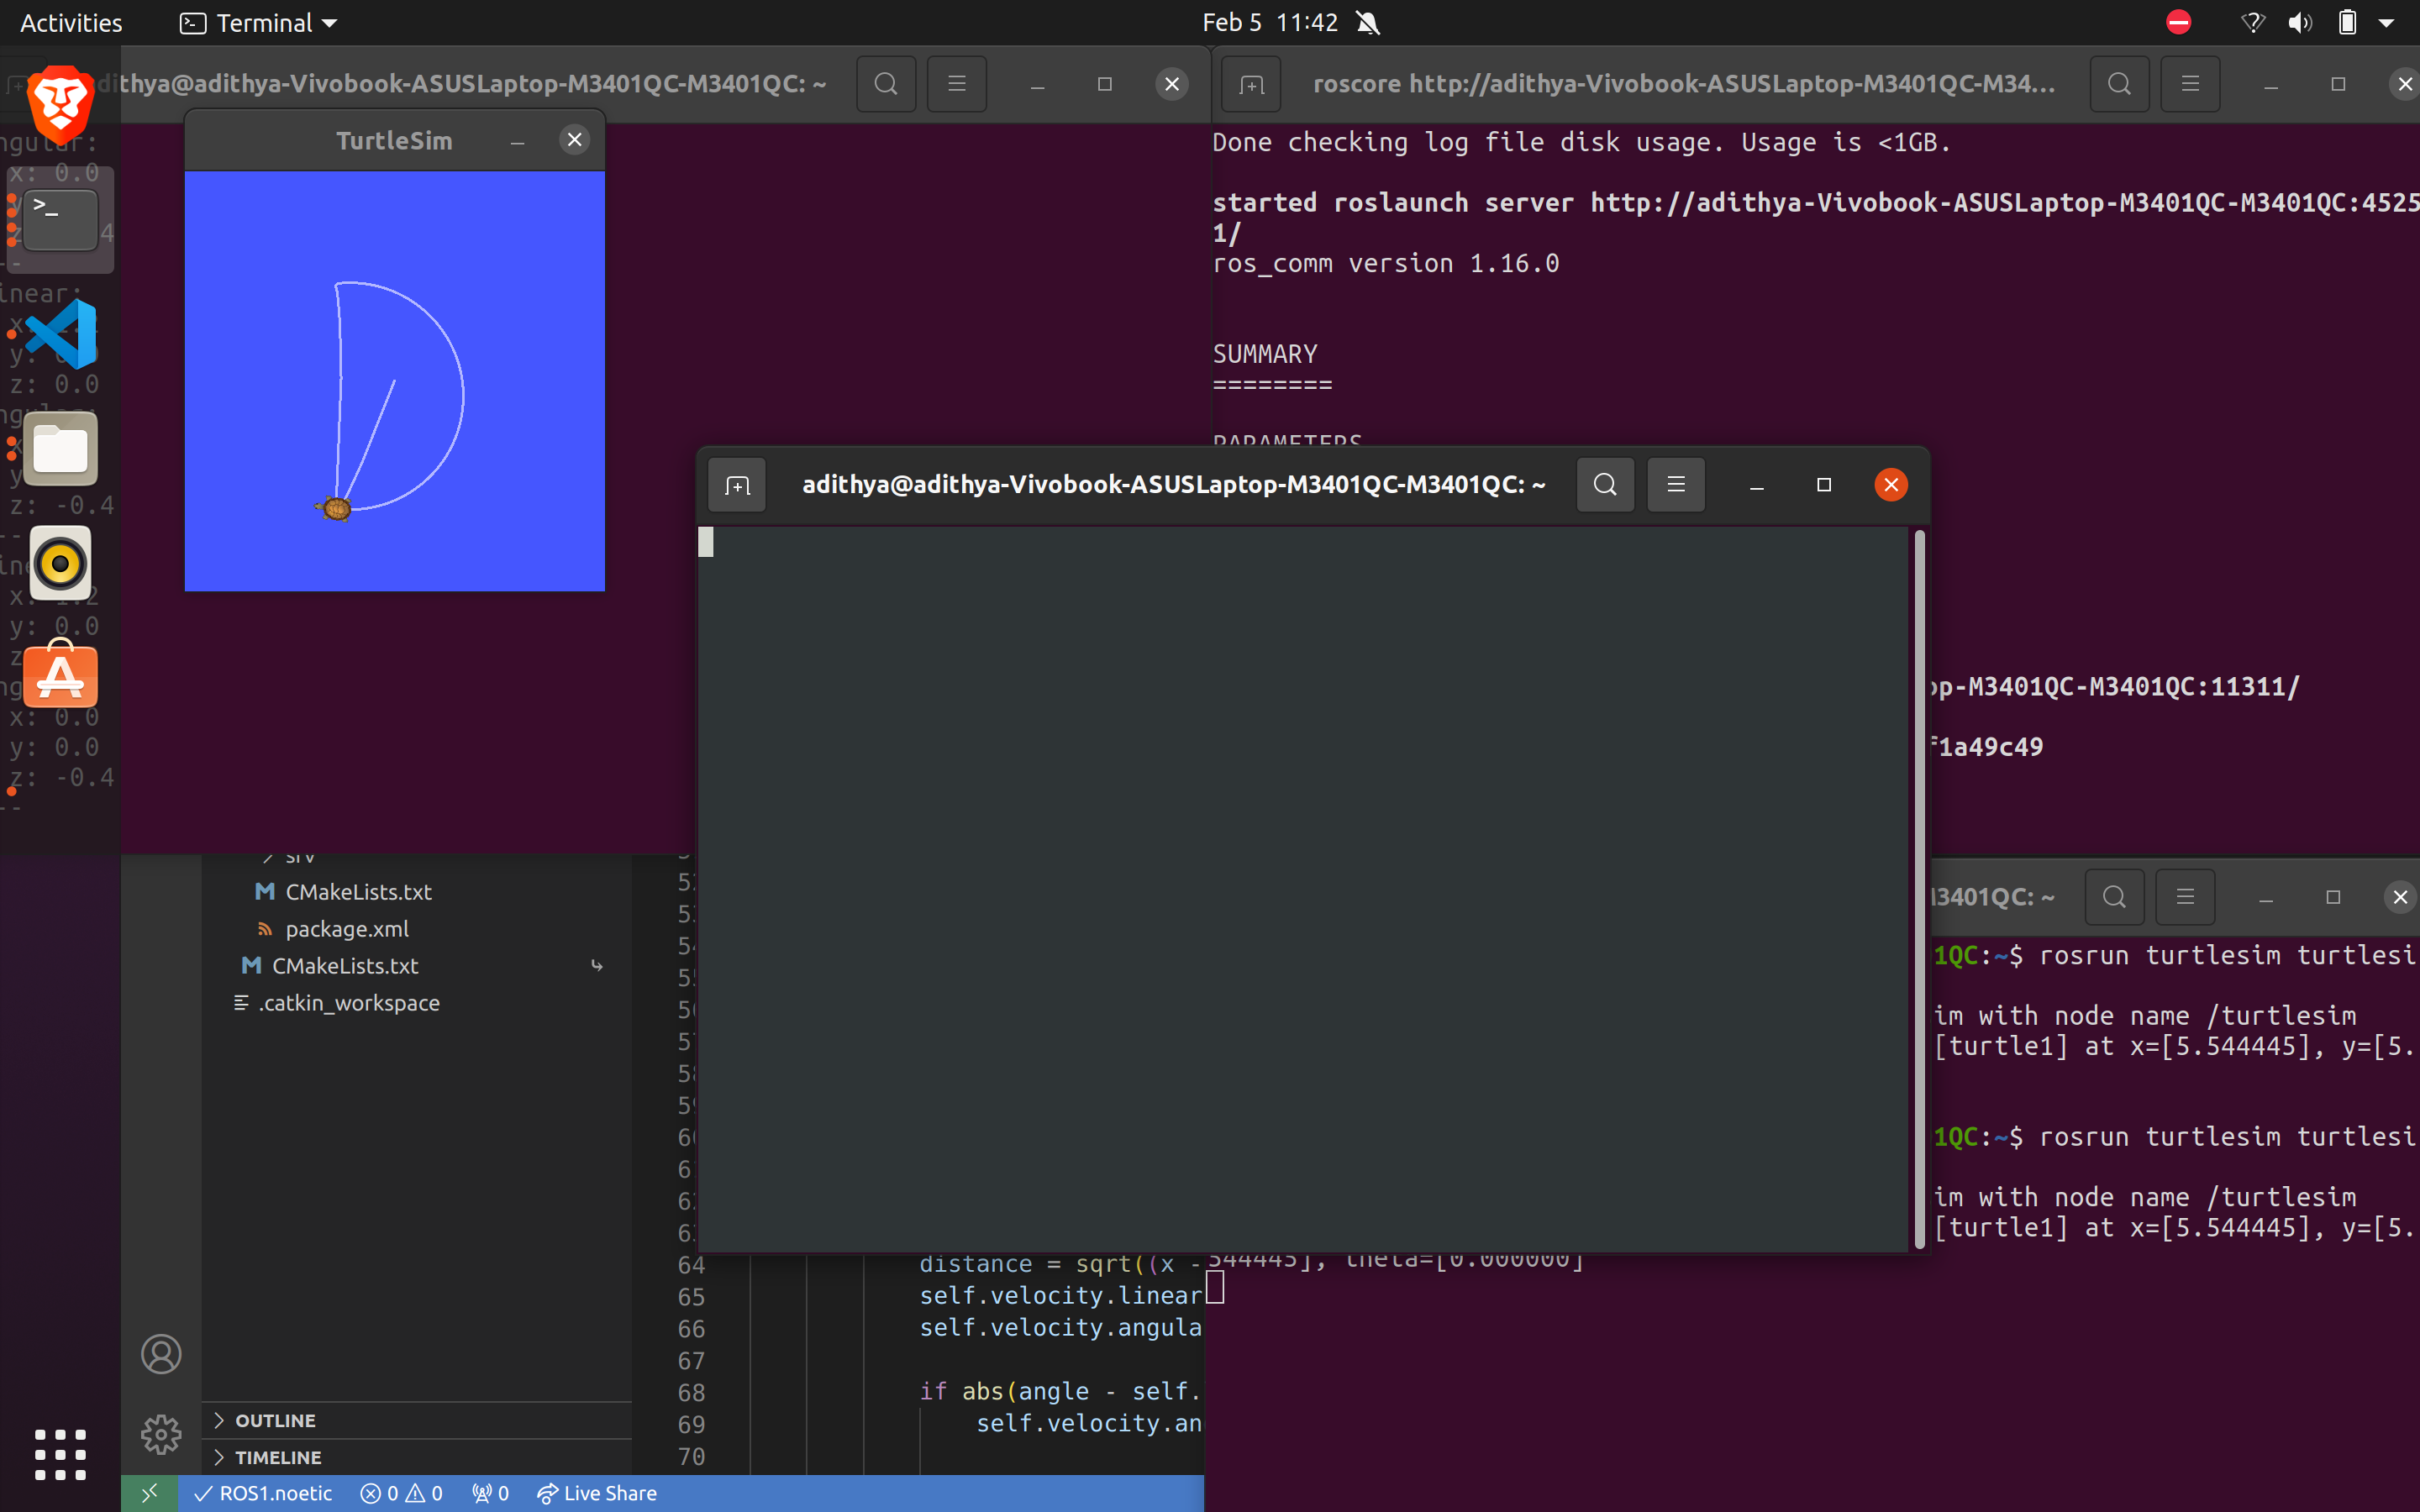 Activities
Terminal
Feb 5 11:42
dithya@adithya-Vivobook-ASUSLaptop-M3401QC-M3401QC: ~
roscore http://adithya-Vivobook-ASUSLaptop-M3401QC-M34…
TurtleSim
ngular:
x: 0.0
4
--
inear:
x:
y:
z: 0.0
y
z: -0.4
--
x: 1.2
y: 0.0
z
ng
x: 0.0
y: 0.0
z: -0.4
--
Done checking log file disk usage. Usage is <1GB.
started roslaunch server http://adithya-Vivobook-ASUSLaptop-M3401QC-M3401QC:4525
1/
ros_comm version 1.16.0
SUMMARY
========
PARAMETERS
adithya@adithya-Vivobook-ASUSLaptop-M3401QC-M3401QC: ~
op-M3401QC-M3401QC:11311/
f1a49c49
srv
CMakeLists.txt
package.xml
CMakeLists.txt
.catkin_workspace
OUTLINE
TIMELINE
M3401QC: ~
1QC:~$ rosrun turtlesim turtlesi
im with node name /turtlesim
[turtle1] at x=[5.544445], y=[5.
1QC:~$ rosrun turtlesim turtlesi
im with node name /turtlesim
[turtle1] at x=[5.544445], y=[5.
544445], theta=[0.000000]
64 distance = sqrt((x -
65 self.velocity.linear
66 self.velocity.angula
67
68 if abs(angle - self.
69 self.velocity.an
70
ROS1.noetic
0
0
0
Live Share